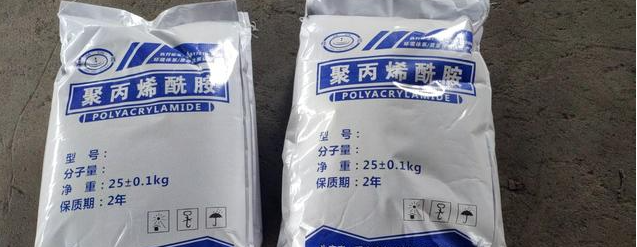 聚丙烯酰胺
POLYACRYLAMIDE
型 号：
分子量：
净 重：25±0.1kg
保质期：2年
聚丙烯酰胺
POLYACRYLAMIDE
型 号：
分子量：
净 重：25±0.1kg
保质期：2年